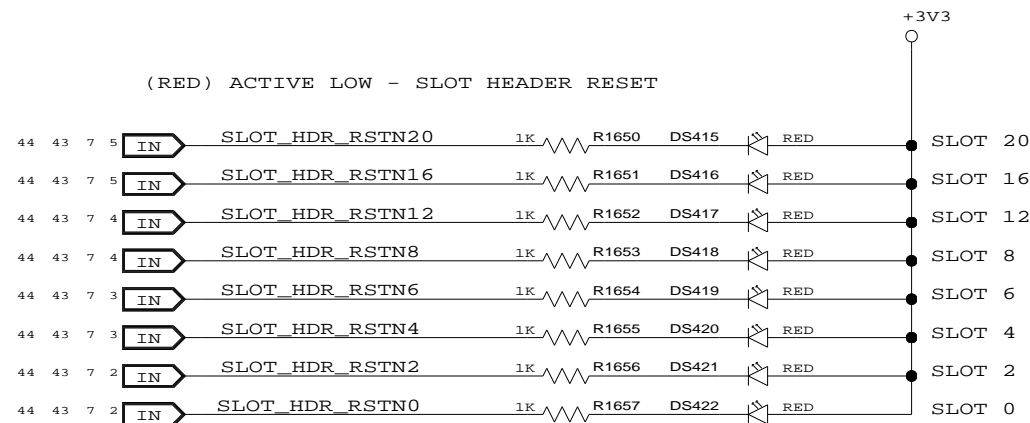 +3V3
(RED) ACTIVE LOW - SLOT HEADER RESET
44 43 7 5 IN SLOT_HDR_RSTN20 1K R1650 DS415 RED SLOT 20
44 43 7 5 IN SLOT_HDR_RSTN16 1K R1651 DS416 RED SLOT 16
44 43 7 4 IN SLOT_HDR_RSTN12 1K R1652 DS417 RED SLOT 12
44 43 7 4 IN SLOT_HDR_RSTN8 1K R1653 DS418 RED SLOT 8
44 43 7 3 IN SLOT_HDR_RSTN6 1K R1654 DS419 RED SLOT 6
44 43 7 3 IN SLOT_HDR_RSTN4 1K R1655 DS420 RED SLOT 4
44 43 7 2 IN SLOT_HDR_RSTN2 1K R1656 DS421 RED SLOT 2
44 43 7 2 IN SLOT_HDR_RSTN0 1K R1657 DS422 RED SLOT 0